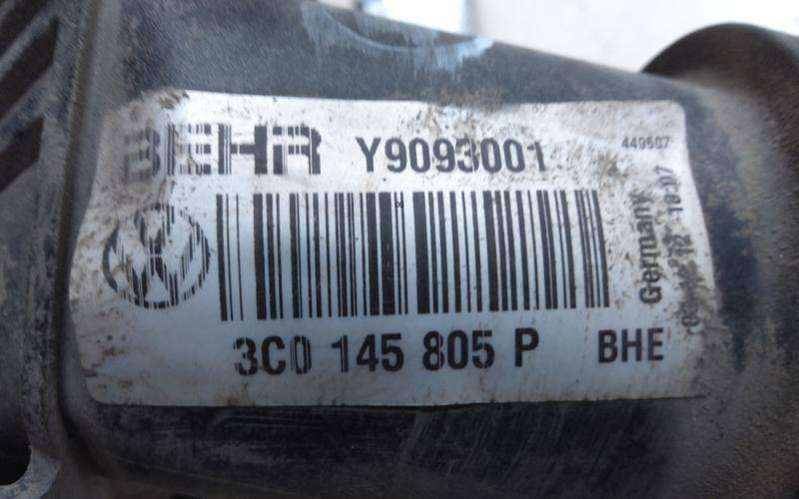 BEHR Y9093001
449507
3C0 145 805 P BHE
Germany